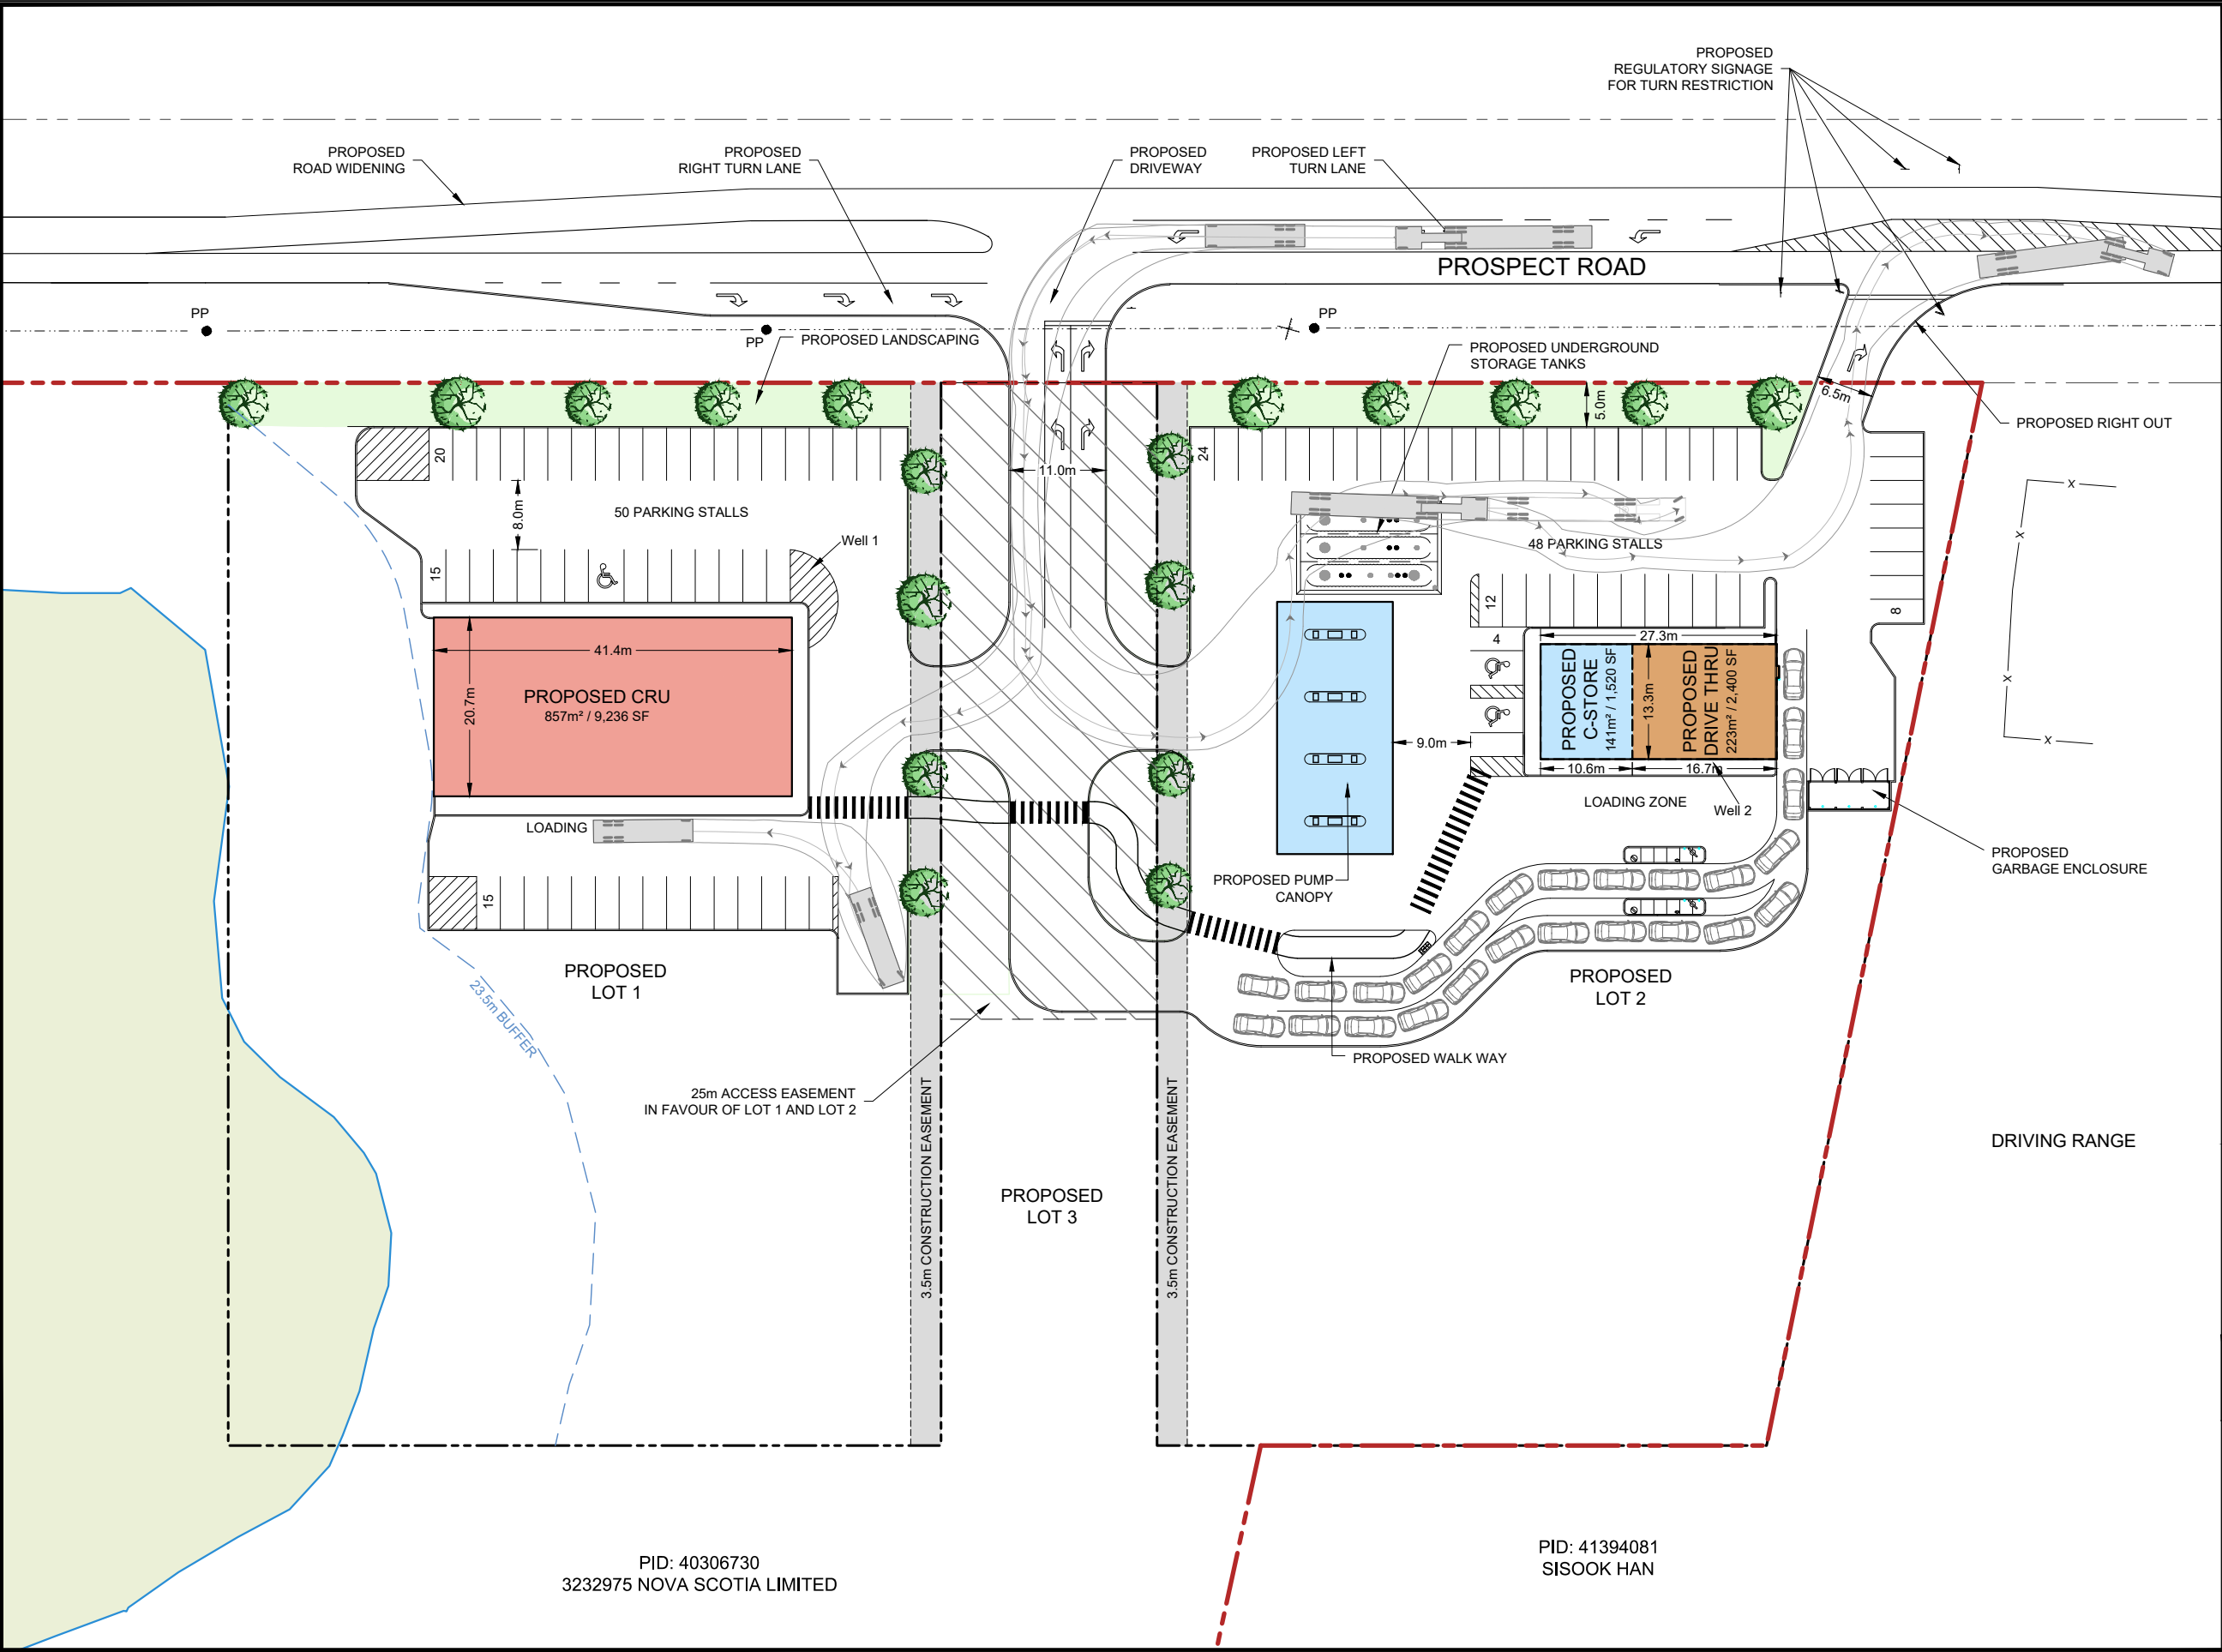 PROPOSED
REGULATORY SIGNAGE
FOR TURN RESTRICTION
PROPOSED
ROAD WIDENING
PROPOSED
RIGHT TURN LANE
PROPOSED
DRIVEWAY
PROPOSED LEFT
TURN LANE
PROSPECT ROAD
PP
PP
PP
PROPOSED LANDSCAPING
PROPOSED UNDERGROUND
STORAGE TANKS
5.0m
6.5m
PROPOSED RIGHT OUT
20
24
11.0m
8.0m
50 PARKING STALLS
Well 1
48 PARKING STALLS
15
12
8
4
X
X
X
X
41.4m
20.7m
PROPOSED CRU
857m² / 9,236 SF
27.3m
13.3m
PROPOSED
C-STORE
141m² / 1,520 SF
PROPOSED
DRIVE THRU
223m² / 2,400 SF
9.0m
10.6m
16.7m
LOADING ZONE
Well 2
LOADING
15
PROPOSED PUMP
CANOPY
PROPOSED
GARBAGE ENCLOSURE
PROPOSED
LOT 1
PROPOSED
LOT 2
23.5m BUFFER
PROPOSED WALK WAY
25m ACCESS EASEMENT
IN FAVOUR OF LOT 1 AND LOT 2
3.5m CONSTRUCTION EASEMENT
3.5m CONSTRUCTION EASEMENT
DRIVING RANGE
PROPOSED
LOT 3
PID: 40306730
3232975 NOVA SCOTIA LIMITED
PID: 41394081
SISOOK HAN